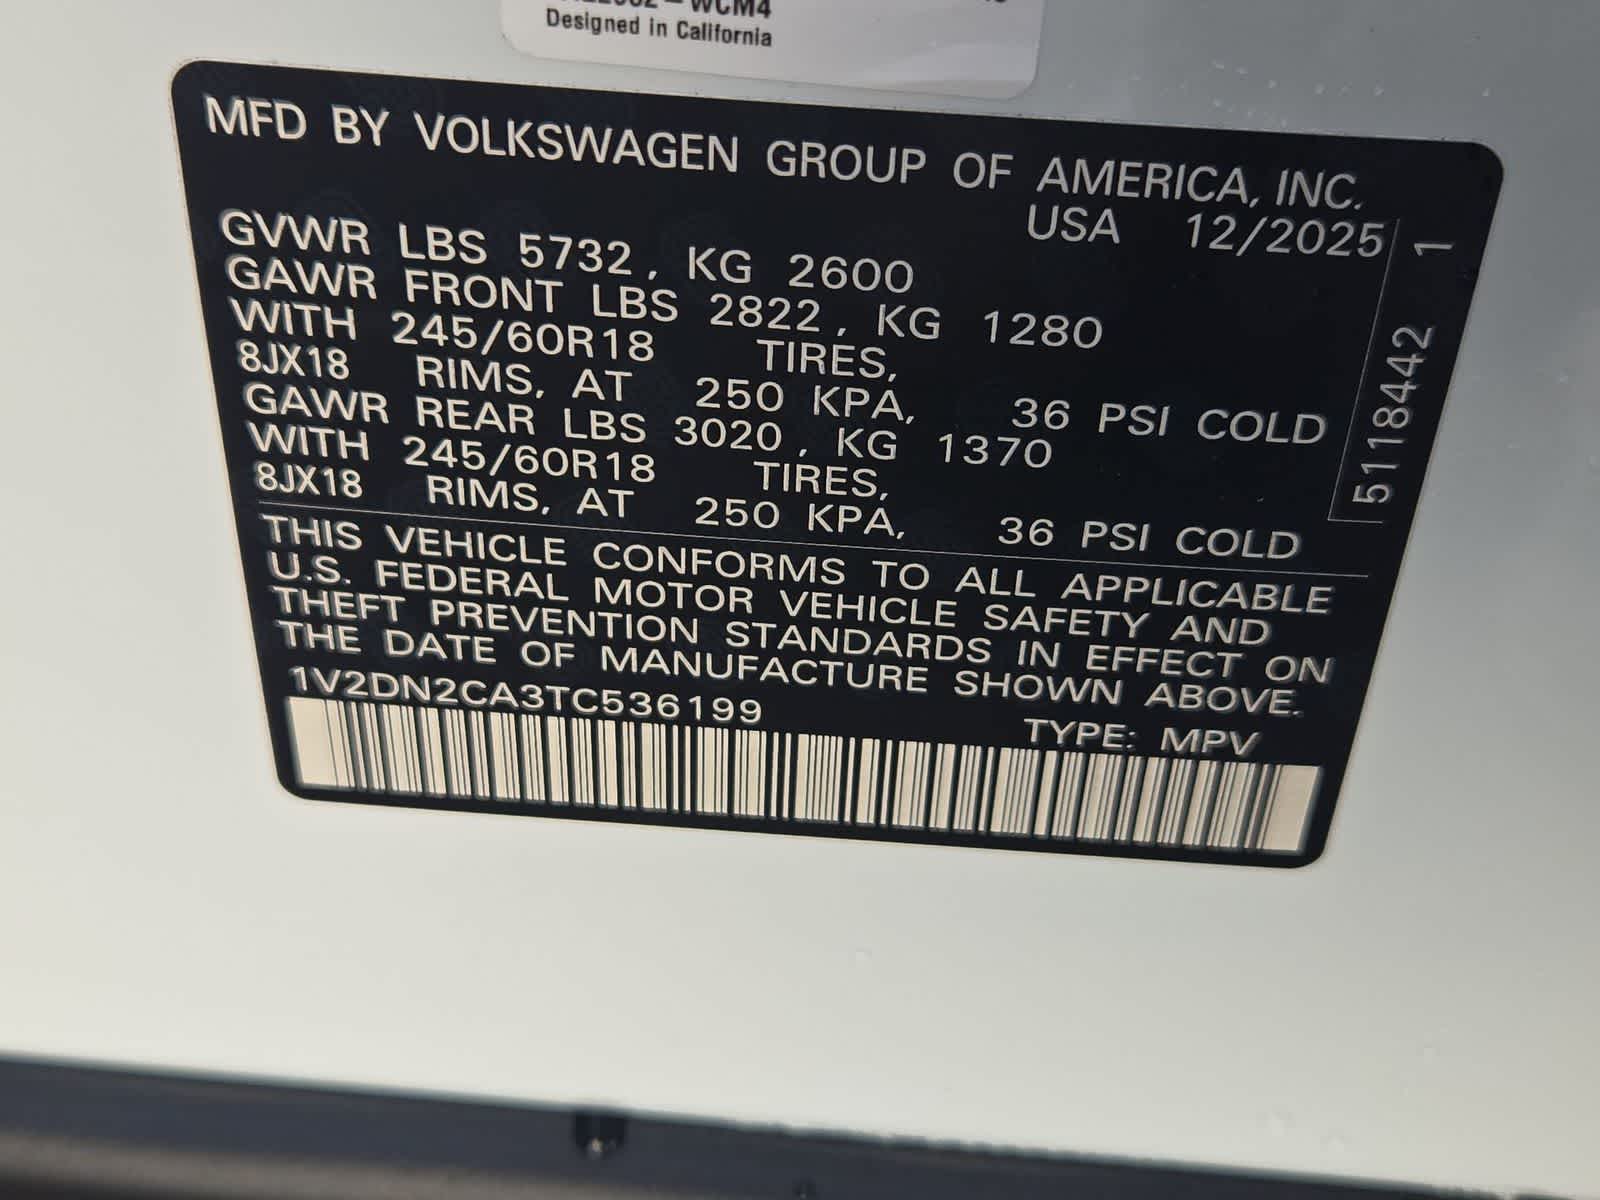 WCM4
Designed in California
MFD BY VOLKSWAGEN GROUP OF AMERICA, INC.
USA 12/2025
GVWR LBS 5732, KG 2600
GAWR FRONT LBS 2822, KG 1280
WITH 245/60R18 TIRES,
8JX18 RIMS, AT 250 KPA, 36 PSI COLD
GAWR REAR LBS 3020, KG 1370
WITH 245/60R18 TIRES,
8JX18 RIMS, AT 250 KPA, 36 PSI COLD
THIS VEHICLE CONFORMS TO ALL APPLICABLE
U.S. FEDERAL MOTOR VEHICLE SAFETY AND
THEFT PREVENTION STANDARDS IN EFFECT ON
THE DATE OF MANUFACTURE SHOWN ABOVE.
1V2DN2CA3TC536199
TYPE: MPV
5118442 1